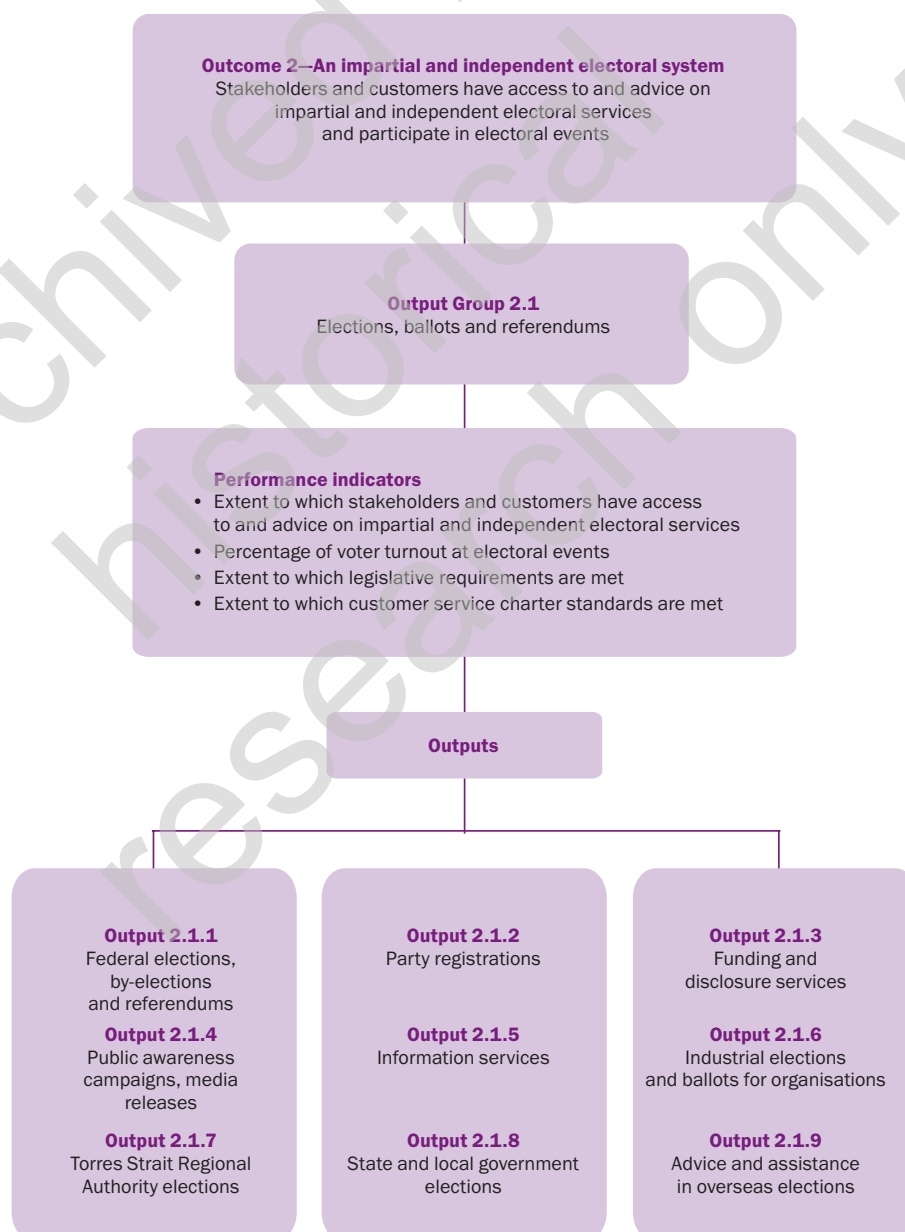 Outcome 2—An impartial and independent electoral system
Stakeholders and customers have access to and advice on
impartial and independent electoral services
and participate in electoral events
Output Group 2.1
Elections, ballots and referendums
Performance indicators
• Extent to which stakeholders and customers have access
to and advice on impartial and independent electoral services
• Percentage of voter turnout at electoral events
• Extent to which legislative requirements are met
• Extent to which customer service charter standards are met
Outputs
Output 2.1.1
Federal elections,
by-elections
and referendums
Output 2.1.4
Public awareness
campaigns, media
releases
Output 2.1.7
Torres Strait Regional
Authority elections
Output 2.1.2
Party registrations
Output 2.1.5
Information services
Output 2.1.8
State and local government
elections
Output 2.1.3
Funding and
disclosure services
Output 2.1.6
Industrial elections
and ballots for organisations
Output 2.1.9
Advice and assistance
in overseas elections
historical
research only